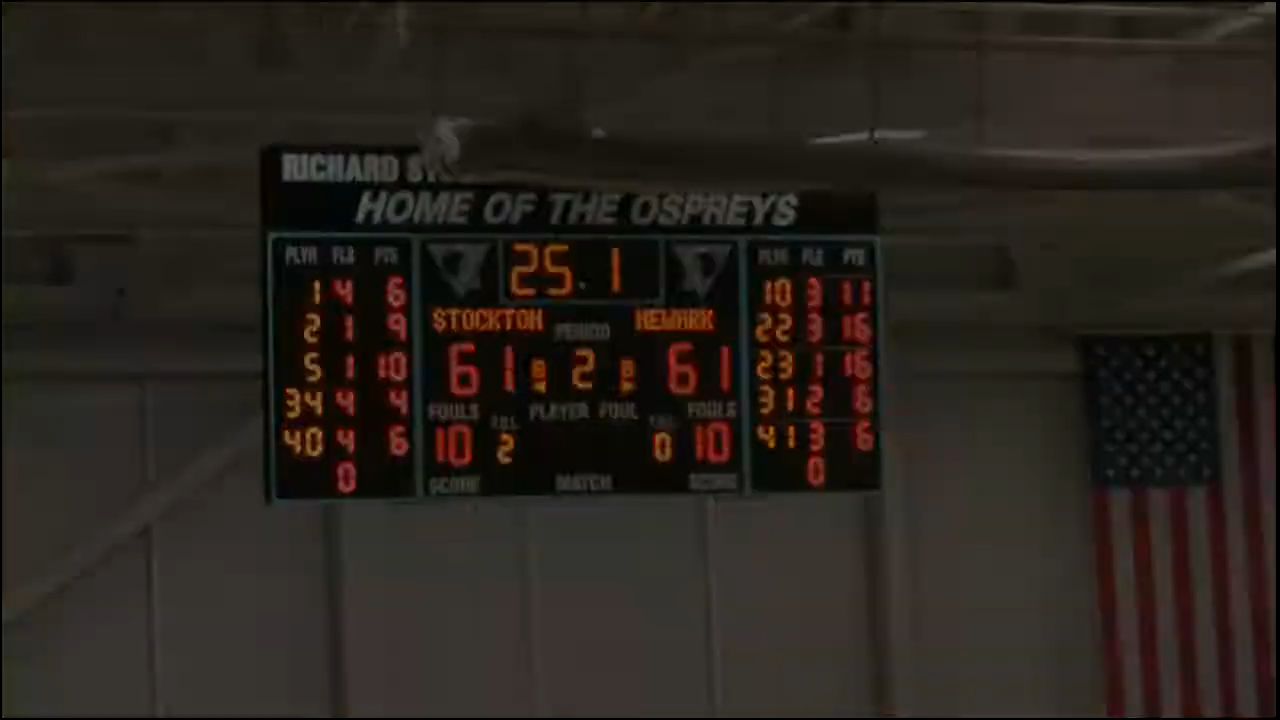 RICHARD ST
HOME OF THE OSPREYS
PLYR FLS PTS
1 4 6
2 1 9
5 1 10
34 4 4
40 4 6
0
25.1
STOCKTON NEWARK
PERIOD
61 B 2 B 61
FOULS PLAYER FOUL FOULS
10 2 0 10
SCORE MATCH SCORE
PLYR FLS PTS
10 3 11
22 3 16
23 1 16
31 2 6
41 3 6
0